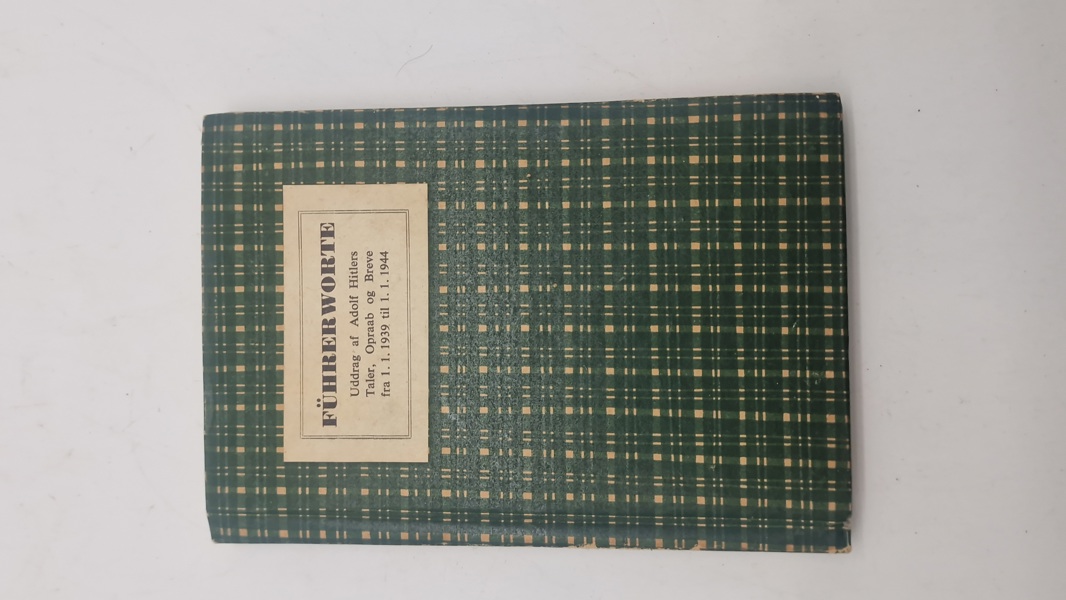 FÜHRERWORTE
Uddrag af Adolf Hitlers
Taler, Opraab og Breve
fra 1. 1. 1939 til 1. 1. 1944